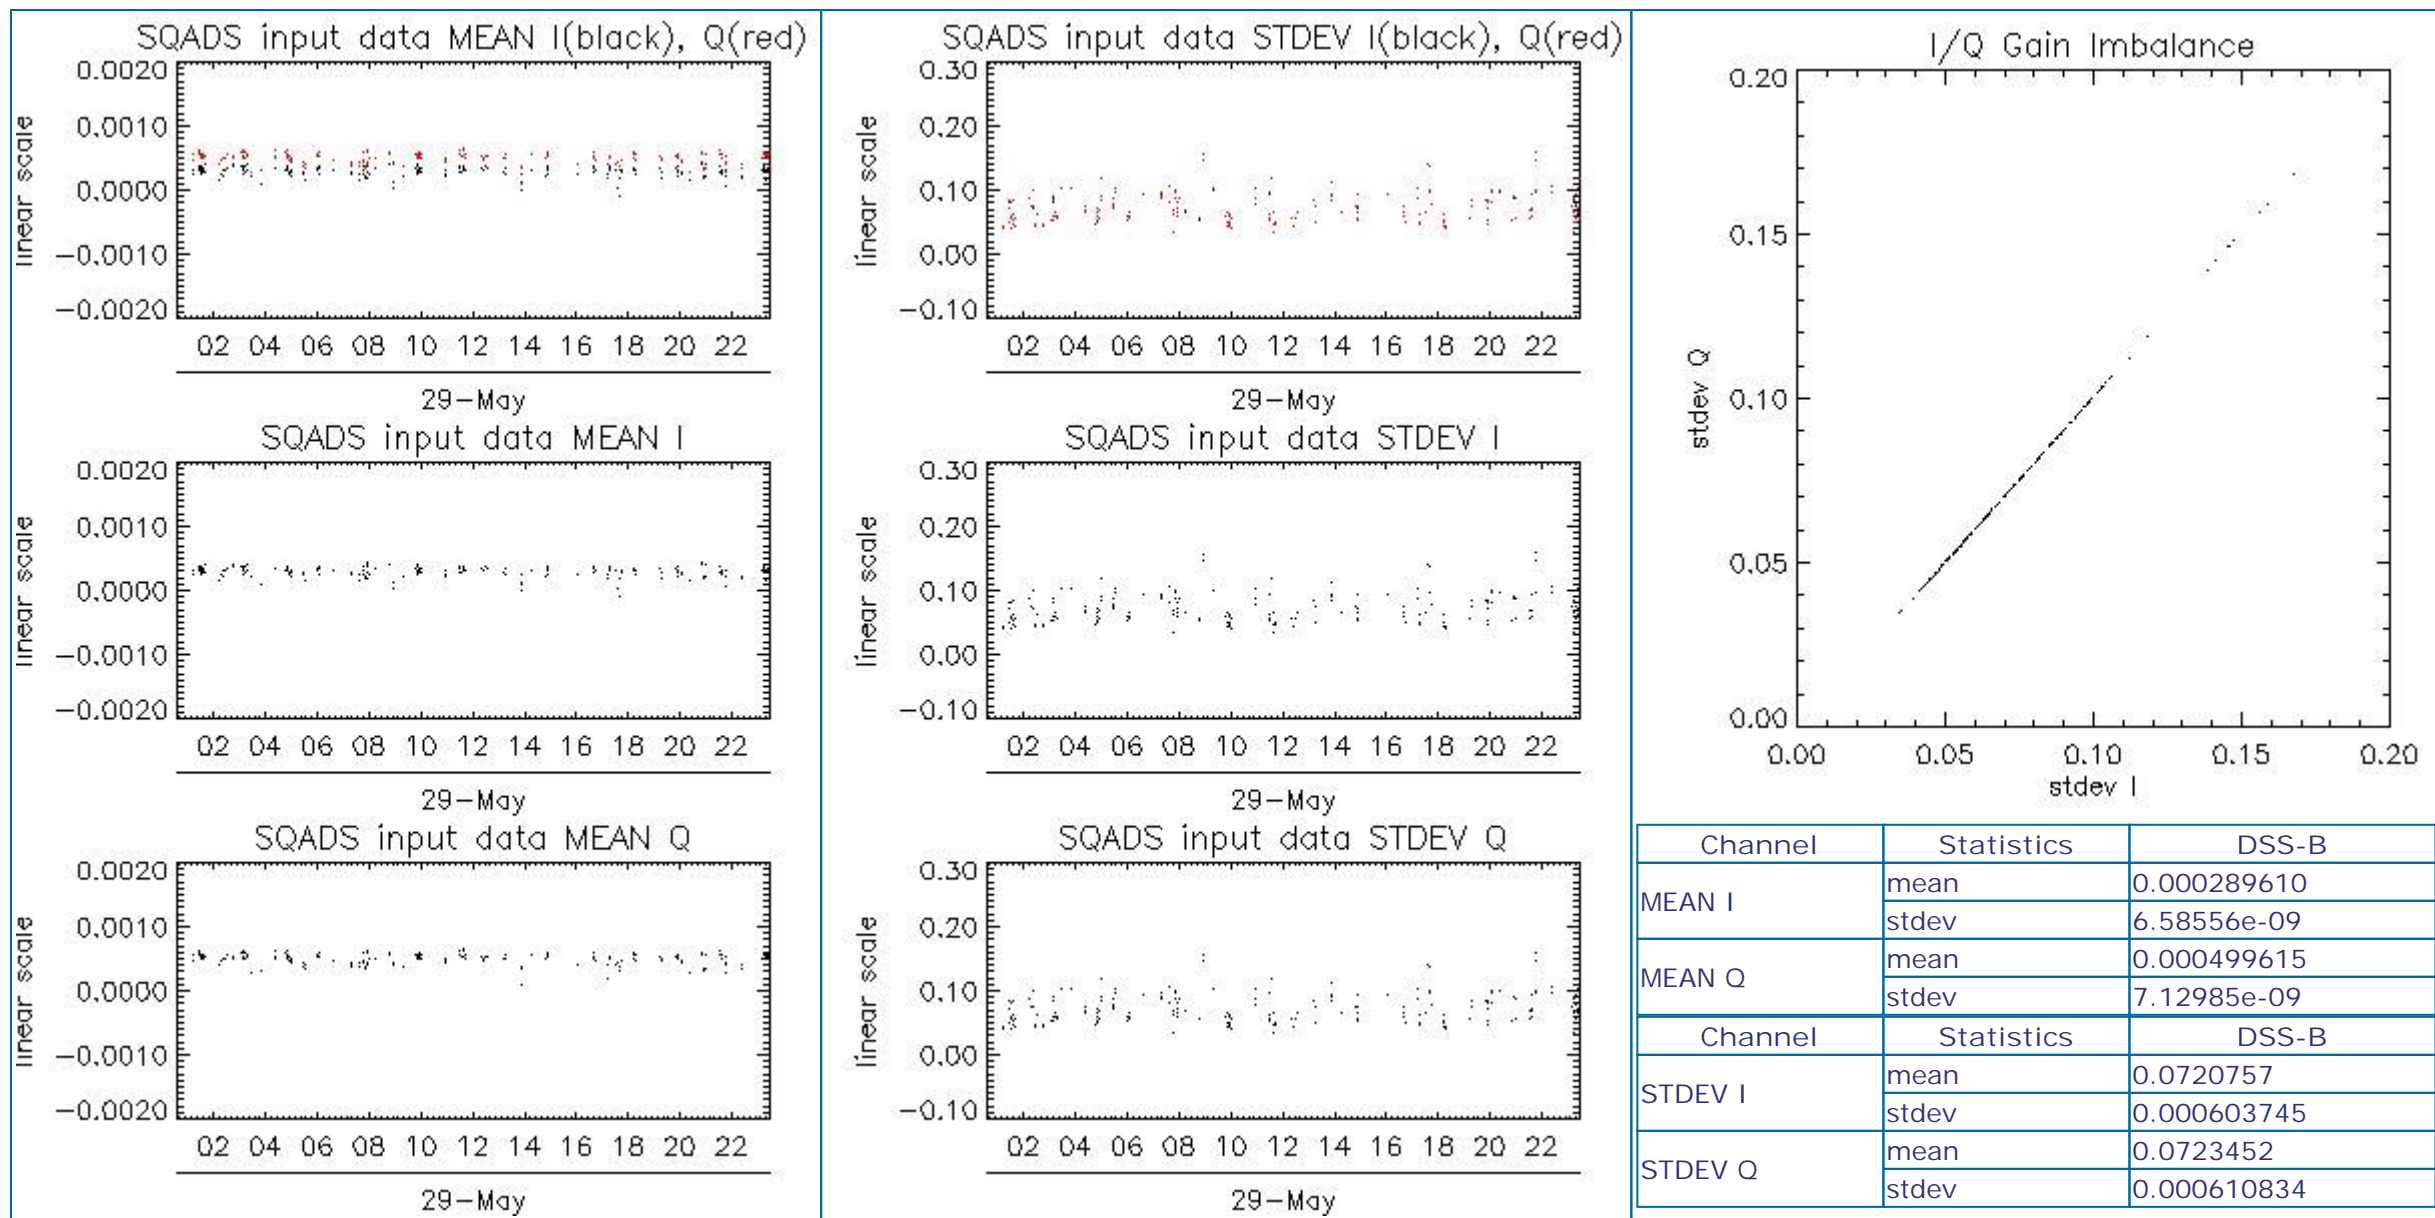 SQADS input data MEAN I(black), Q(red)
0.0020
0.0010
0.0000
−0.0010
−0.0020
linear scale
02 04 06 08 10 12 14 16 18 20 22
29−May
SQADS input data MEAN I
0.0020
0.0010
0.0000
−0.0010
−0.0020
linear scale
02 04 06 08 10 12 14 16 18 20 22
29−May
SQADS input data MEAN Q
0.0020
0.0010
0.0000
−0.0010
−0.0020
linear scale
02 04 06 08 10 12 14 16 18 20 22
29−May
SQADS input data STDEV I(black), Q(red)
0.30
0.20
0.10
0.00
−0.10
linear scale
02 04 06 08 10 12 14 16 18 20 22
29−May
SQADS input data STDEV I
0.30
0.20
0.10
0.00
−0.10
linear scale
02 04 06 08 10 12 14 16 18 20 22
29−May
SQADS input data STDEV Q
0.30
0.20
0.10
0.00
−0.10
linear scale
02 04 06 08 10 12 14 16 18 20 22
29−May
I/Q Gain Imbalance
0.20
0.15
0.10
0.05
0.00
stdev Q
0.00 0.05 0.10 0.15 0.20
stdev I
Channel Statistics DSS-B
MEAN I mean 0.000289610
stdev 6.58556e-09
MEAN Q mean 0.000499615
stdev 7.12985e-09
Channel Statistics DSS-B
STDEV I mean 0.0720757
stdev 0.000603745
STDEV Q mean 0.0723452
stdev 0.000610834